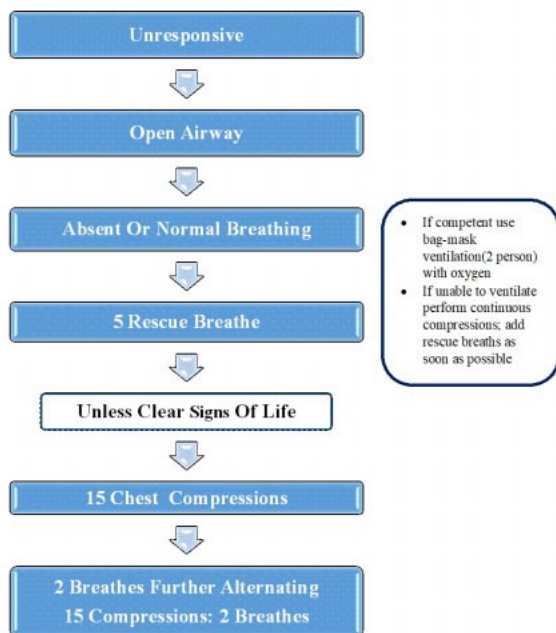 Unresponsive
Open Airway
Absent Or Normal Breathing
5 Rescue Breathe
Unless Clear Signs Of Life
15 Chest Compressions
2 Breathes Further Alternating
15 Compressions: 2 Breathes
• If competent use
bag-mask
ventilation(2 person)
with oxygen
• If unable to ventilate
perform continuous
compressions; add
rescue breaths as
soon as possible